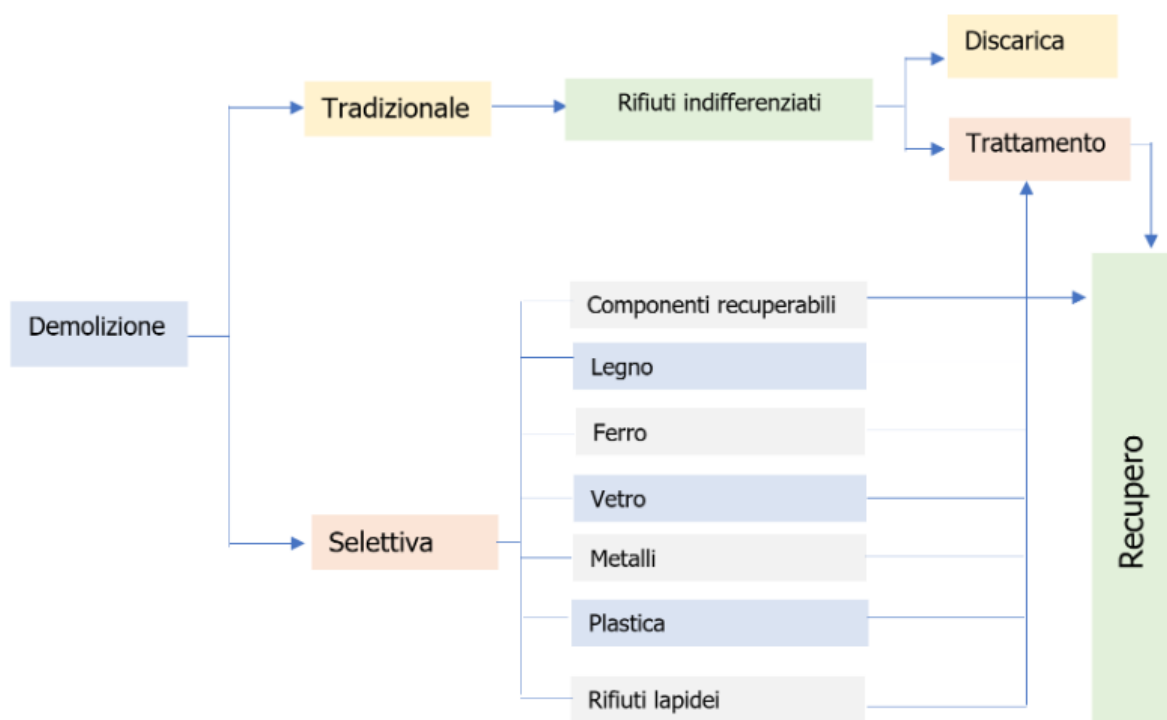 Discarica
Tradizionale
Rifiuti indifferenziati
Trattamento
Demolizione
Componenti recuperabili
Legno
Ferro
Vetro
Selettiva
Metalli
Plastica
Rifiuti lapidei
Recupero